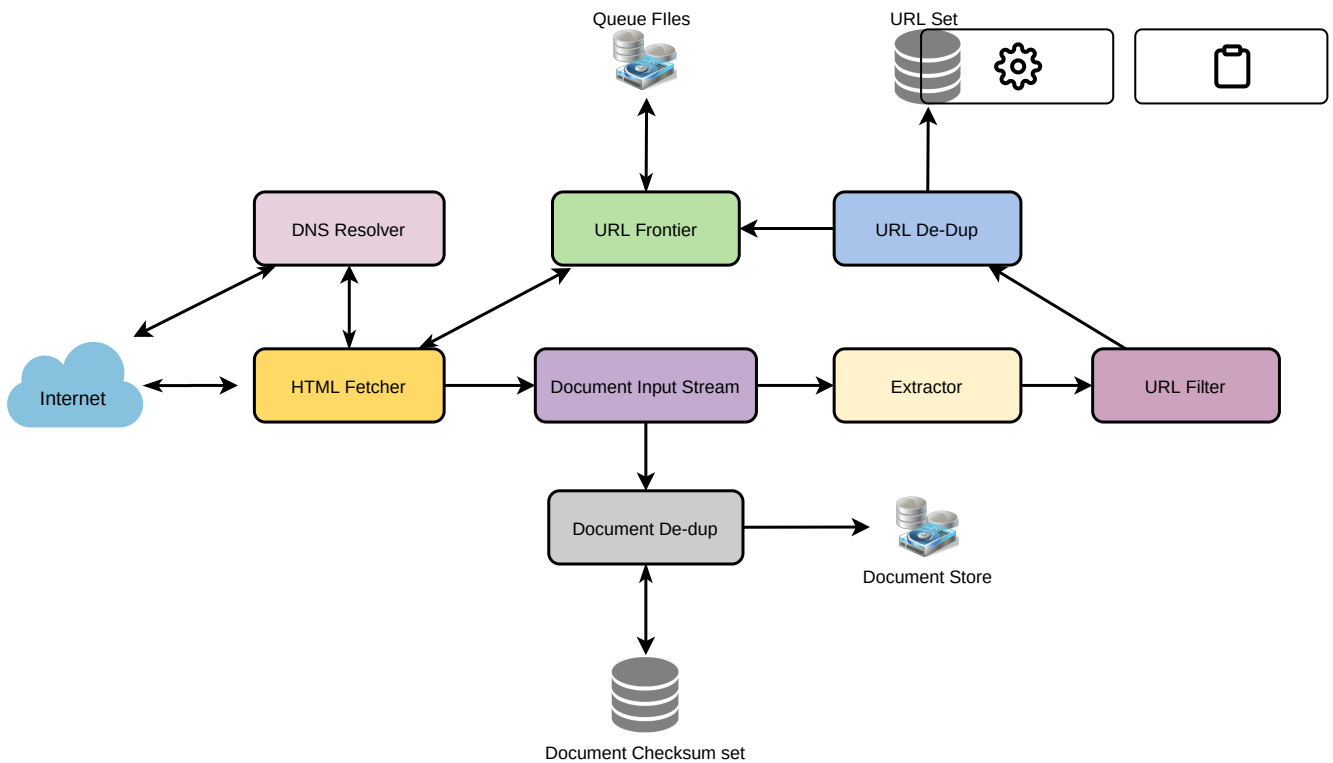 Queue FIles
URL Set
DNS Resolver
URL Frontier
URL De-Dup
Internet
HTML Fetcher
Document Input Stream
Extractor
URL Filter
Document De-dup
Document Store
Document Checksum set